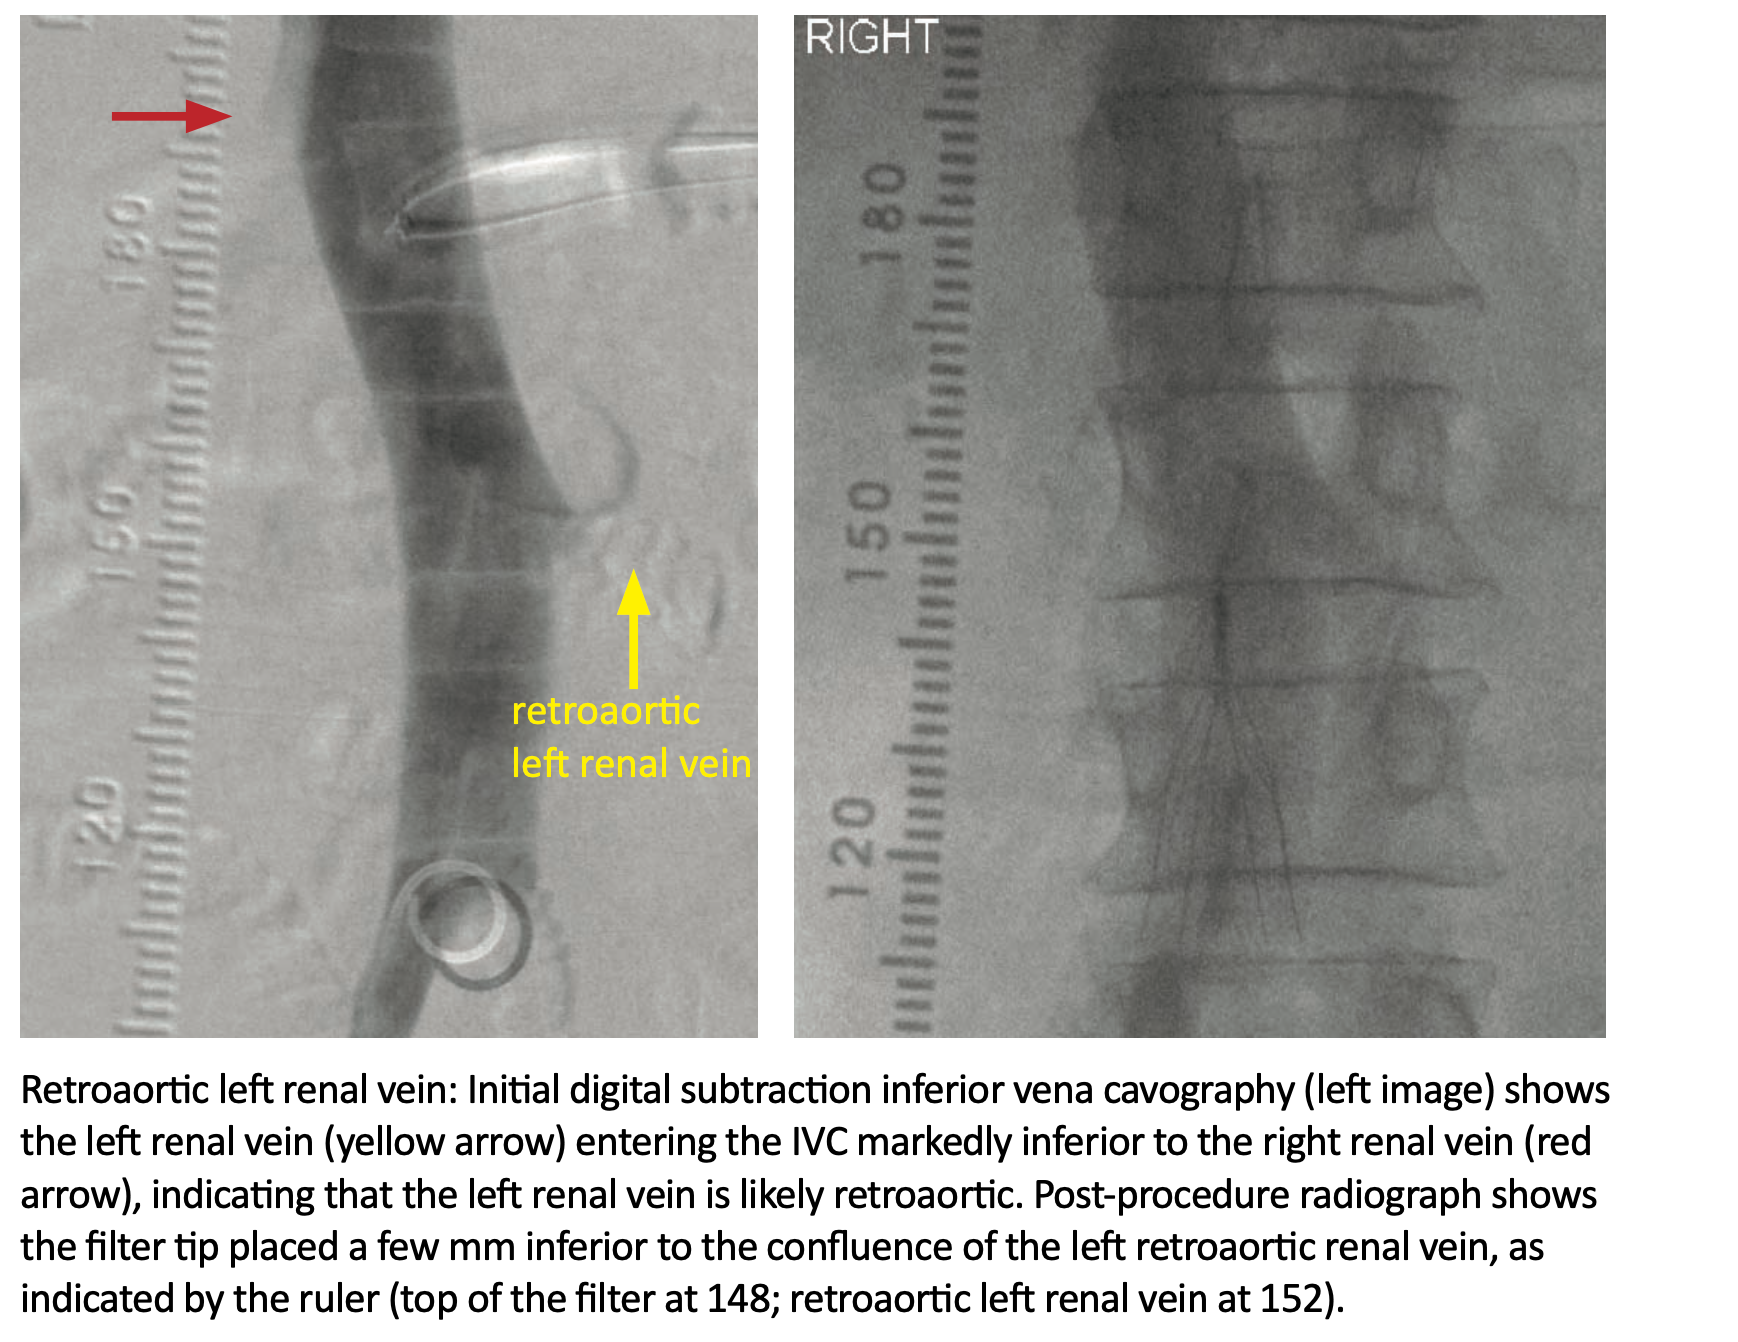 RIGHT
180
150
120
180
150
120
retroaortic
left renal vein
Retroaortic left renal vein: Initial digital subtraction inferior vena cavography (left image) shows
the left renal vein (yellow arrow) entering the IVC markedly inferior to the right renal vein (red
arrow), indicating that the left renal vein is likely retroaortic. Post-procedure radiograph shows
the filter tip placed a few mm inferior to the confluence of the left retroaortic renal vein, as
indicated by the ruler (top of the filter at 148; retroaortic left renal vein at 152).